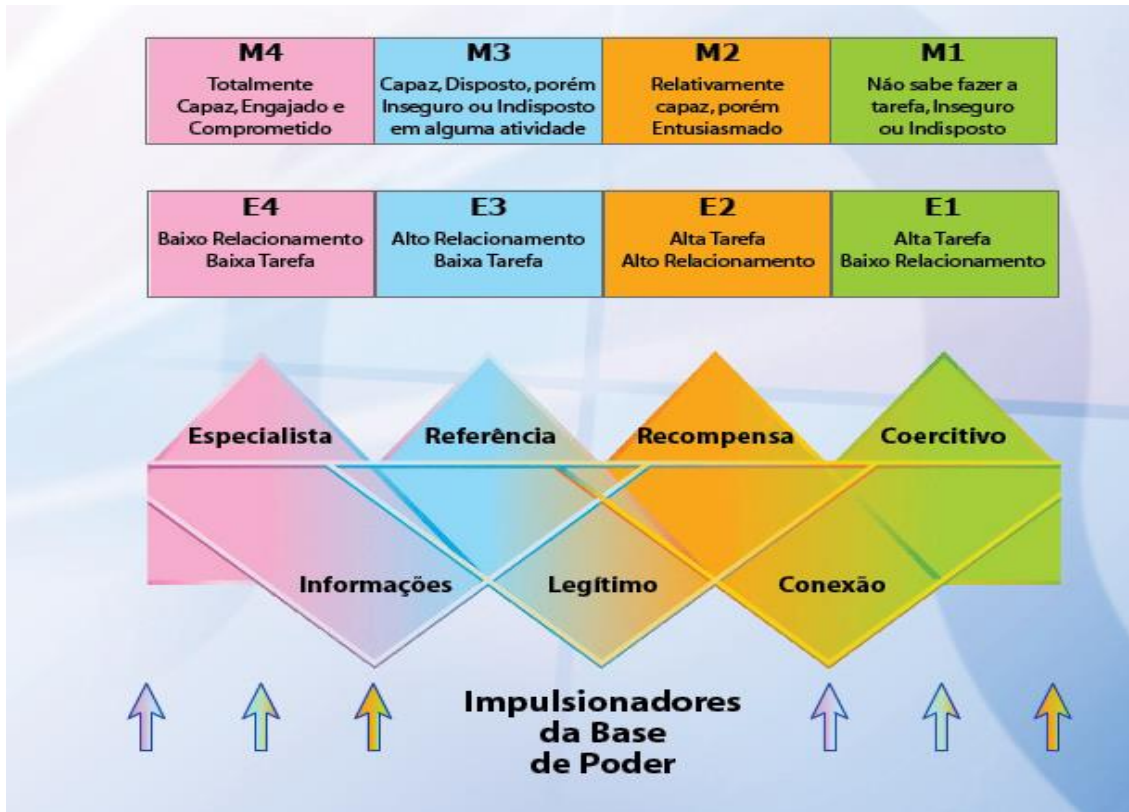 M4
Totalmente
Capaz, Engajado e
Comprometido
M3
Capaz, Disposto, porém
Inseguro ou Indisposto
em alguma atividade
M2
Relativamente
capaz, porém
Entusiasmado
M1
Não sabe fazer a
tarefa, Inseguro
ou Indisposto
E4
Baixo Relacionamento
Baixa Tarefa
E3
Alto Relacionamento
Baixa Tarefa
E2
Alta Tarefa
Alto Relacionamento
E1
Alta Tarefa
Baixo Relacionamento
Especialista
Referência
Recompensa
Coercitivo
Informações
Legítimo
Conexão
Impulsionadores
da Base
de Poder